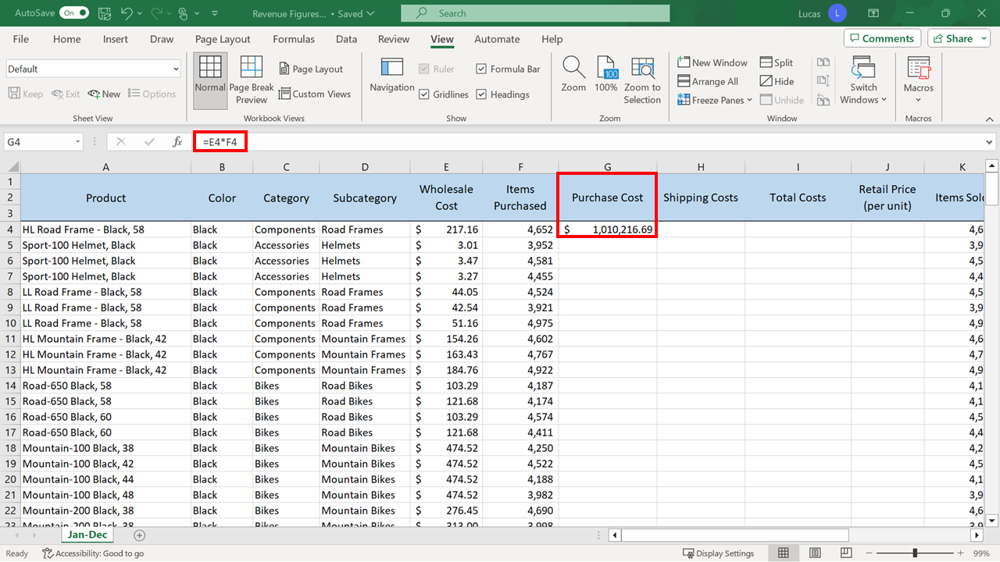 AutoSave On Revenue Figures... • Saved Search Lucas L
File Home Insert Draw Page Layout Formulas Data Review View Automate Help Comments Share
Default
Keep Exit New Options
Sheet View
Normal
Page Break Preview
Page Layout
Custom Views
Workbook Views
Navigation
Ruler
Gridlines
Formula Bar
Headings
Show
Zoom
100
100%
Zoom to Selection
Zoom
New Window
Arrange All
Freeze Panes
Split
Hide
Unhide
Switch Windows
Window
Macros
Macros
G4 fx =E4*F4
A B C D E F G H I J K
1 2 3 Product Color Category Subcategory Wholesale Cost Items Purchased Purchase Cost Shipping Costs Total Costs Retail Price (per unit) Items Sol
4 HL Road Frame - Black, 58 Black Components Road Frames $ 217.16 4,652 $ 1,010,216.69 4,6
5 Sport-100 Helmet, Black Black Accessories Helmets $ 3.01 3,952 3,9
6 Sport-100 Helmet, Black Black Accessories Helmets $ 3.47 4,581 4,5
7 Sport-100 Helmet, Black Black Accessories Helmets $ 3.27 4,455 4,4
8 LL Road Frame - Black, 58 Black Components Road Frames $ 44.05 4,524 4,5
9 LL Road Frame - Black, 58 Black Components Road Frames $ 42.54 3,921 3,9
10 LL Road Frame - Black, 58 Black Components Road Frames $ 51.16 4,975 4,9
11 HL Mountain Frame - Black, 42 Black Components Mountain Frames $ 154.26 4,602 4,6
12 HL Mountain Frame - Black, 42 Black Components Mountain Frames $ 163.43 4,767 4,7
13 HL Mountain Frame - Black, 42 Black Components Mountain Frames $ 184.76 4,922 4,9
14 Road-650 Black, 58 Black Bikes Road Bikes $ 103.29 4,187 4,1
15 Road-650 Black, 58 Black Bikes Road Bikes $ 121.68 4,174 4,1
16 Road-650 Black, 60 Black Bikes Road Bikes $ 103.29 4,574 4,5
17 Road-650 Black, 60 Black Bikes Road Bikes $ 121.68 4,411 4,4
18 Mountain-100 Black, 38 Black Bikes Mountain Bikes $ 474.52 4,250 4,2
19 Mountain-100 Black, 42 Black Bikes Mountain Bikes $ 474.52 4,522 4,5
20 Mountain-100 Black, 44 Black Bikes Mountain Bikes $ 474.52 4,188 4,1
21 Mountain-100 Black, 48 Black Bikes Mountain Bikes $ 474.52 3,982 3,9
22 Mountain-200 Black, 38 Black Bikes Mountain Bikes $ 276.45 4,690 4,6
23 Mountain-200 Black, 38 Black Bikes Mountain Bikes $ 313.00 3,998 3,9
Jan-Dec
Ready Accessibility: Good to go Display Settings 99%